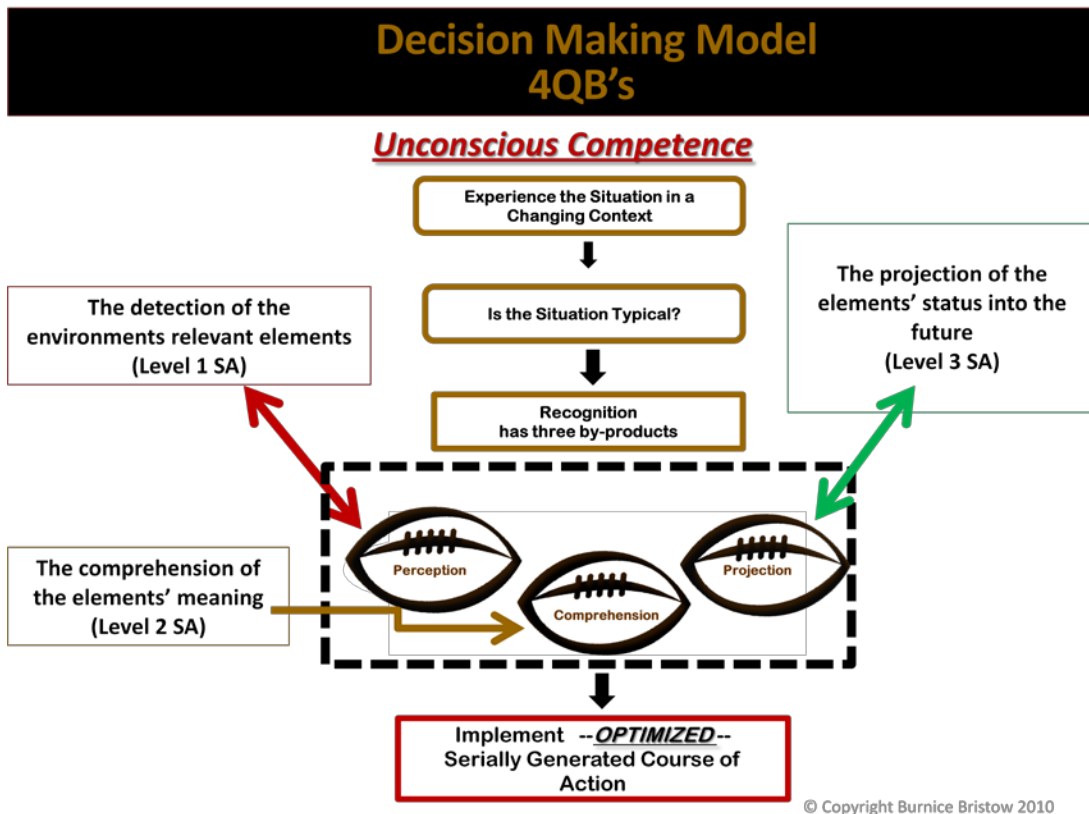 Decision Making Model
4QB's
Unconscious Competence
Experience the Situation in a
Changing Context
The detection of the
environments relevant elements
(Level 1 SA)
Is the Situation Typical?
The projection of the
elements' status into the
future
(Level 3 SA)
Recognition
has three by-products
Perception
Comprehension
Projection
The comprehension of
the elements' meaning
(Level 2 SA)
Implement --OPTIMIZED--
Serially Generated Course of
Action
© Copyright Burnice Bristow 2010